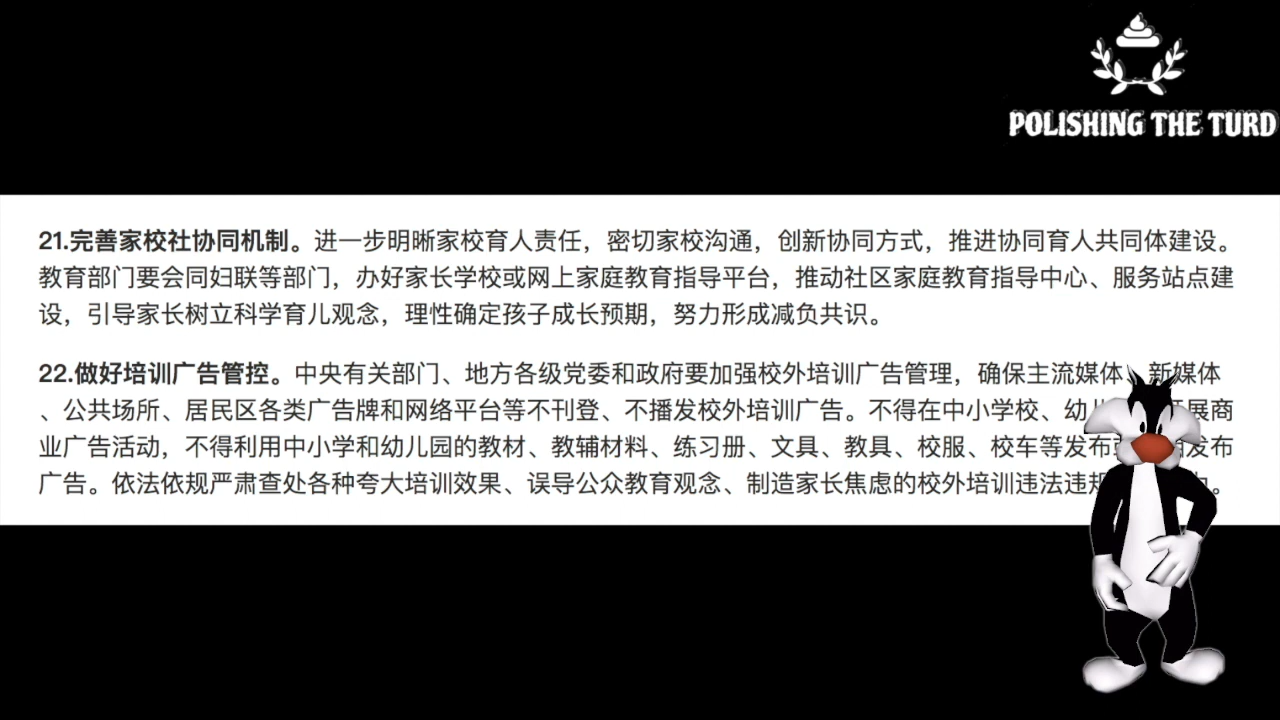 POLISHING THE TURD
21.完善家校社协同机制。进一步明晰家校育人责任，密切家校沟通，创新协同方式，推进协同育人共同体建设。
教育部门要会同妇联等部门，办好家长学校或网上家庭教育指导平台，推动社区家庭教育指导中心、服务站点建
设，引导家长树立科学育儿观念，理性确定孩子成长预期，努力形成减负共识。
22.做好培训广告管控。中央有关部门、地方各级党委和政府要加强校外培训广告管理，确保主流媒体、新媒体
、公共场所、居民区各类广告牌和网络平台等不刊登、不播发校外培训广告。不得在中小学校、幼 展商
业广告活动，不得利用中小学和幼儿园的教材、教辅材料、练习册、文具、教具、校服、校车等发布 发布
广告。依法依规严肃查处各种夸大培训效果、误导公众教育观念、制造家长焦虑的校外培训违法违 。